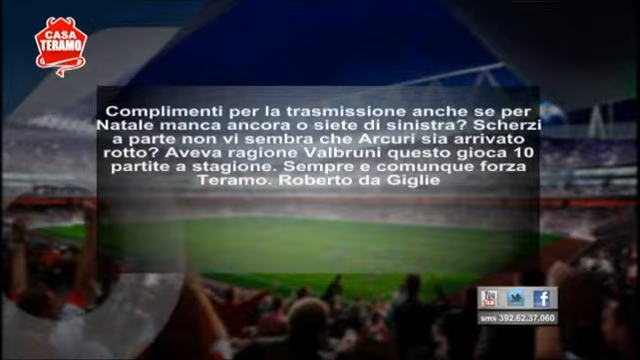 CASA
TERAMO
Complimenti per la trasmissione anche se per
Natale manca ancora o siete di sinistra? Scherzi
a parte non vi sembra che Arcuri sia arrivato
rotto? Aveva ragione Valbruni questo gioca 10
partite a stagione. Sempre e comunque forza
Teramo. Roberto da Giglie
sms 392.62.37.060